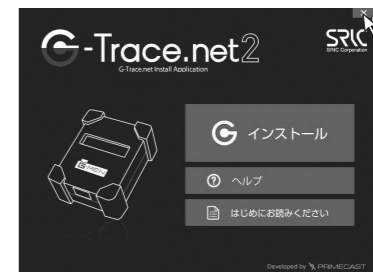 G-Trace.net2
G-Trace.net Install Application
SRIC
SRIC Corporation
G-MEN
G インストール
? ヘルプ
はじめにお読みください
Developed by PRIMECAST